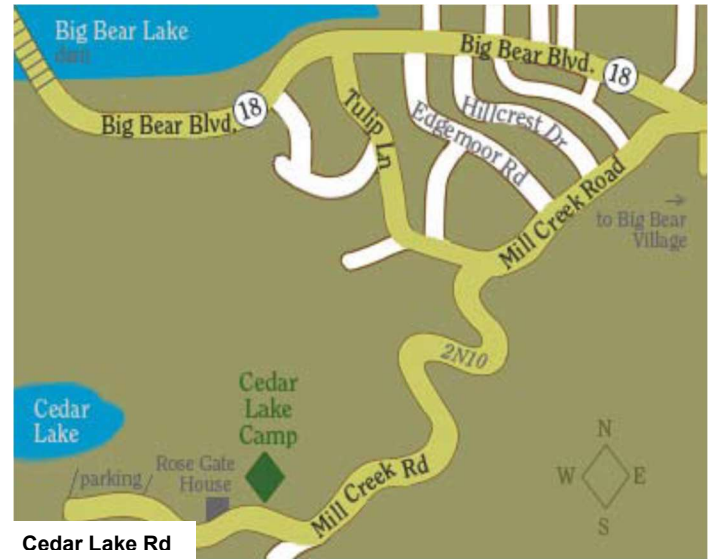 Big Bear Lake
dam
Big Bear Blvd.
18
Big Bear Blvd.
18
Tulip Ln
Edgemoor Rd
Hillcrest Dr
Mill Creek Road
→
to Big Bear
Village
2N10
Cedar
Lake
Cedar
Lake
Camp
/parking/
Rose Gate
House
Mill Creek Rd
N
W E
S
Cedar Lake Rd